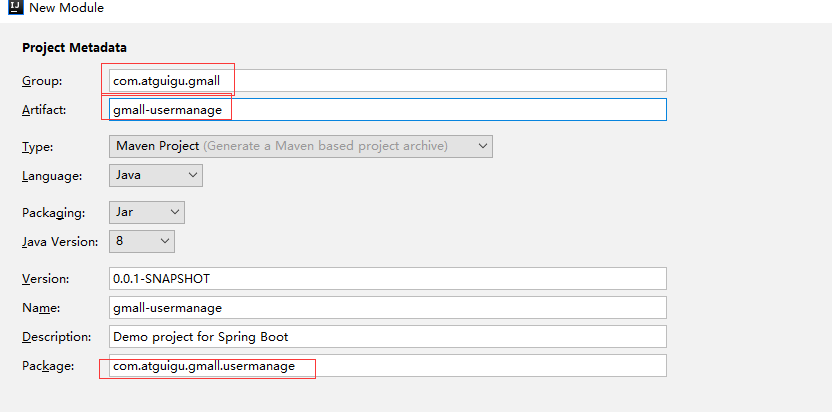 IJ New Module
Project Metadata
Group: com.atguigu.gmall
Artifact: gmall-usermanage
Type: Maven Project (Generate a Maven based project archive)
Language: Java
Packaging: Jar
Java Version: 8
Version: 0.0.1-SNAPSHOT
Name: gmall-usermanage
Description: Demo project for Spring Boot
Package: com.atguigu.gmall.usermanage